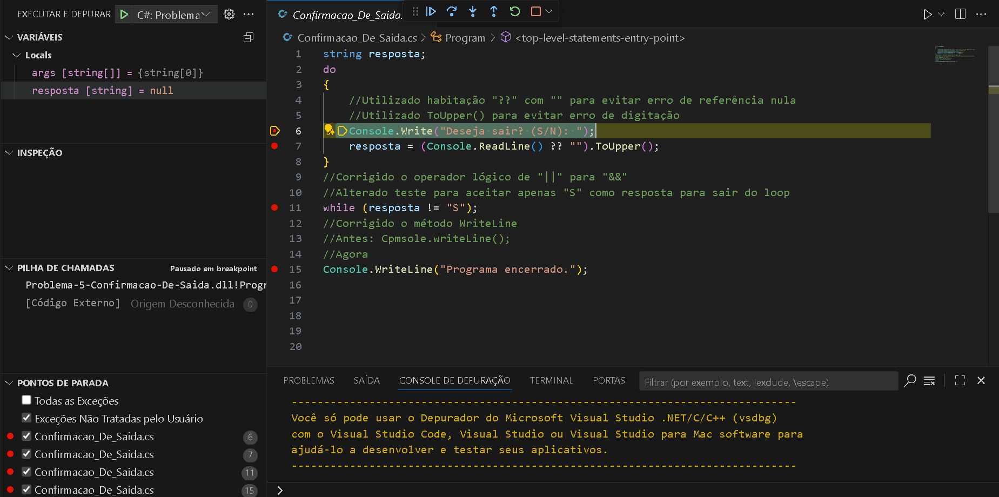 EXECUTAR E DEPURAR
C#: Problema
VARIÁVEIS
Locals
args [string[]] = {string[0]}
resposta [string] = null
INSPEÇÃO
PILHA DE CHAMADAS
Pausado em breakpoint
Problema-5-Confirmacao-De-Saida.dll!Progr
[Código Externo] Origem Desconhecida 0
PONTOS DE PARADA
Todas as Exceções
Exceções Não Tratadas pelo Usuário
Confirmacao_De_Saida.cs 6
Confirmacao_De_Saida.cs 7
Confirmacao_De_Saida.cs 11
Confirmacao_De_Saida.cs 15
Confirmacao_De_Saida.
Confirmacao_De_Saida.cs > Program > <top-level-statements-entry-point>
1 string resposta;
2 do
3 {
4 //Utilizado habitação "??" com "" para evitar erro de referência nula
5 //Utilizado ToUpper() para evitar erro de digitação
6 Console.Write("Deseja sair? (S/N): ");
7 resposta = (Console.ReadLine() ?? "").ToUpper();
8 }
9 //Corrigido o operador lógico de "||" para "&&"
10 //Alterado teste para aceitar apenas "S" como resposta para sair do loop
11 while (resposta != "S");
12 //Corrigido o método WriteLine
13 //Antes: Cpmsole.writeLine();
14 //Agora
15 Console.WriteLine("Programa encerrado.");
16
17
18
19
20
PROBLEMAS SAÍDA CONSOLE DE DEPURAÇÃO TERMINAL PORTAS Filtrar (por exemplo, text, !exclude, \escape)
------------------------------------------------------------------------------
Você só pode usar o Depurador do Microsoft Visual Studio .NET/C/C++ (vsdbg)
com o Visual Studio Code, Visual Studio ou Visual Studio para Mac software para
ajudá-lo a desenvolver e testar seus aplicativos.
------------------------------------------------------------------------------
>